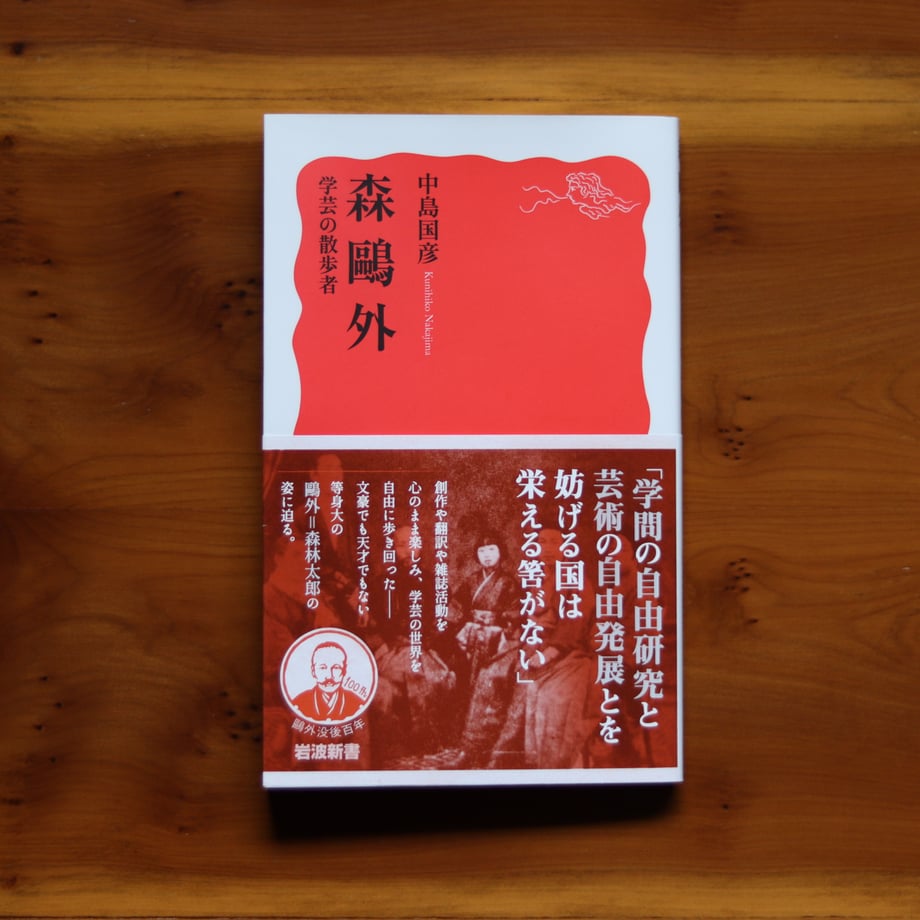 中島国彦
Kunihiko Nakajima
森鷗外
学芸の散歩者
「学問の自由研究と
芸術の自由発展とを
妨げる国は
栄える筈がない」
創作や翻訳や雑誌活動を
心のまま楽しみ、学芸の世界を
自由に歩き回った──
文豪でも天才でもない
等身大の
鷗外=森林太郎の
姿に迫る。
100th
鷗外没後百年
岩波新書